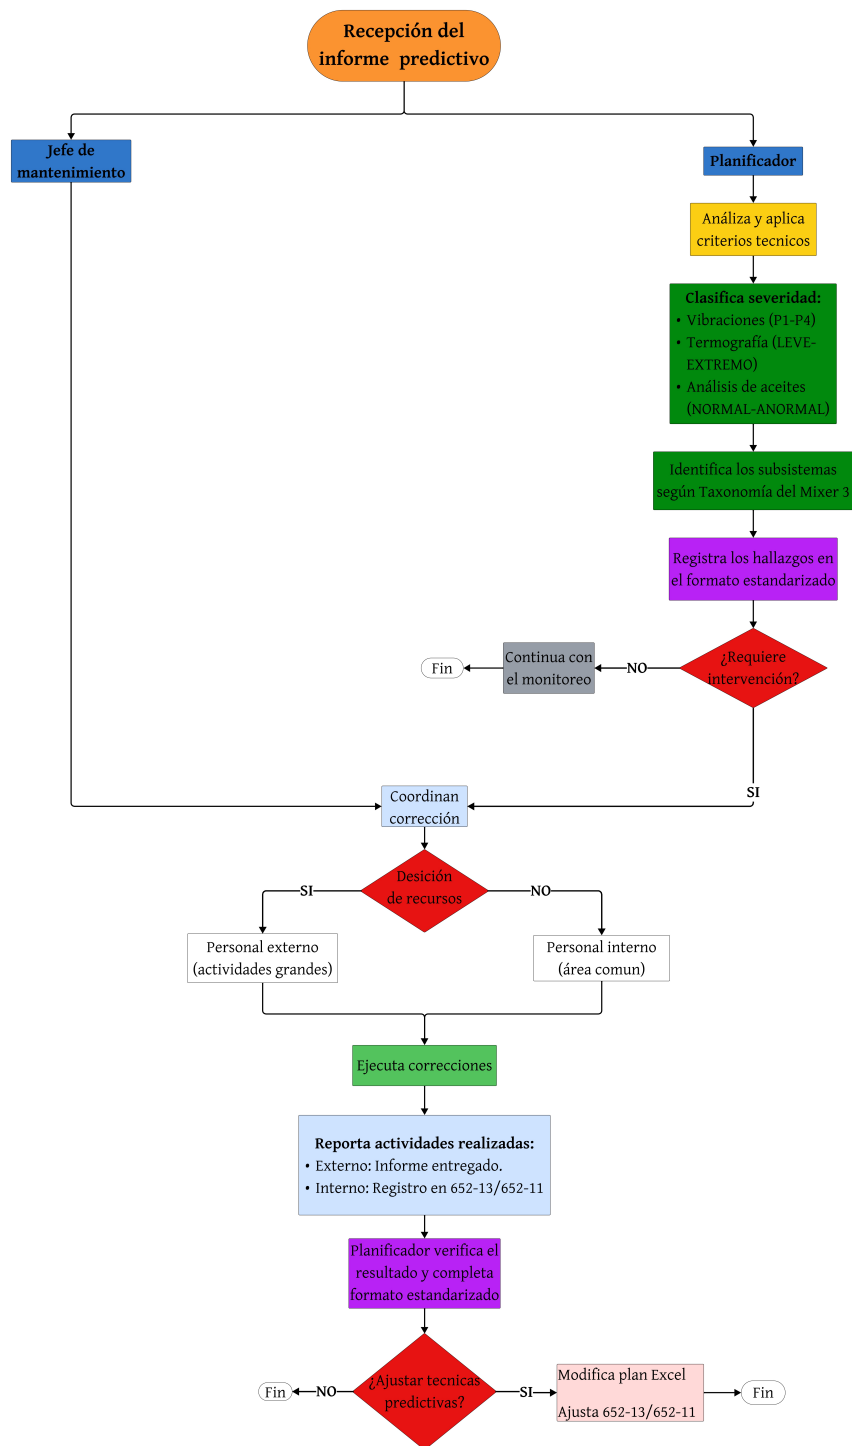 Recepción del
informe predictivo
Jefe de
mantenimiento
Planificador
Análiza y aplica
criterios tecnicos
Clasifica severidad:
• Vibraciones (P1-P4)
• Termografía (LEVE-
EXTREMO)
• Análisis de aceites
(NORMAL-ANORMAL)
Identifica los subsistemas
según Taxonomía del Mixer 3
Registra los hallazgos en
el formato estandarizado
¿Requiere
intervención?
NO
Continua con
el monitoreo
Fin
SI
Coordinan
corrección
Desición
de recursos
SI
NO
Personal externo
(actividades grandes)
Personal interno
(área comun)
Ejecuta correcciones
Reporta actividades realizadas:
• Externo: Informe entregado.
• Interno: Registro en 652-13/652-11
Planificador verifica el
resultado y completa
formato estandarizado
¿Ajustar tecnicas
predictivas?
NO
Fin
SI
Modifica plan Excel
Ajusta 652-13/652-11
Fin